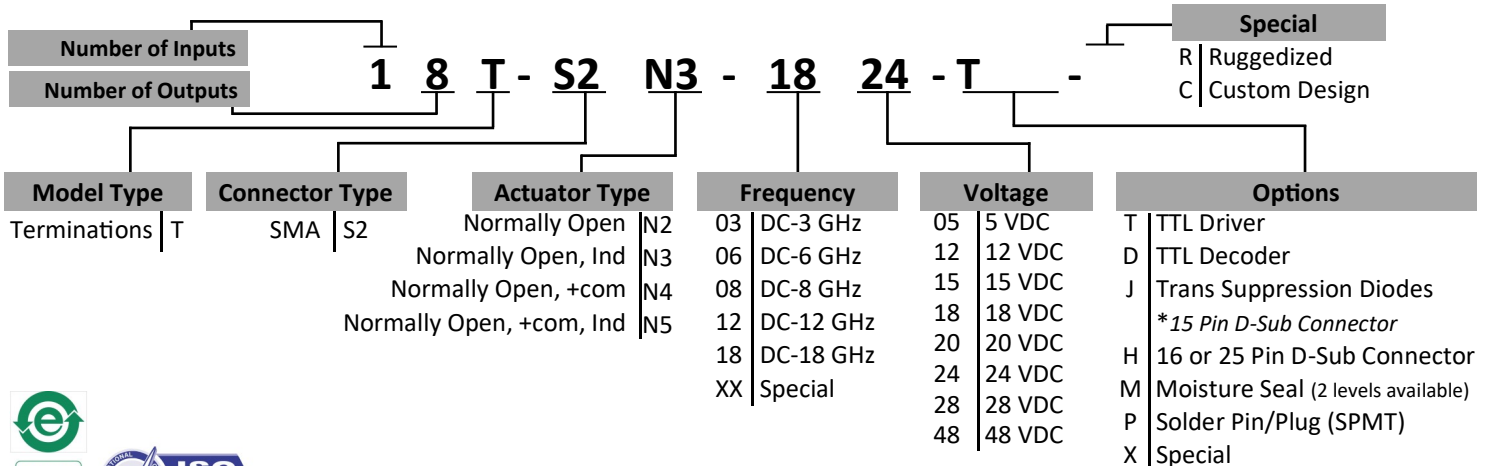 Number of Inputs
Number of Outputs
1 8 T - S2 N3 - 18 24 - T -
Special
R Ruggedized
C Custom Design
Model Type
Terminations T
Connector Type
SMA S2
Actuator Type
Normally Open N2
Normally Open, Ind N3
Normally Open, +com N4
Normally Open, +com, Ind N5
Frequency
03 DC-3 GHz
06 DC-6 GHz
08 DC-8 GHz
12 DC-12 GHz
18 DC-18 GHz
XX Special
Voltage
05 5 VDC
12 12 VDC
15 15 VDC
18 18 VDC
20 20 VDC
24 24 VDC
28 28 VDC
48 48 VDC
Options
T TTL Driver
D TTL Decoder
J Trans Suppression Diodes
*15 Pin D-Sub Connector
H 16 or 25 Pin D-Sub Connector
M Moisture Seal (2 levels available)
P Solder Pin/Plug (SPMT)
X Special
e
ISO